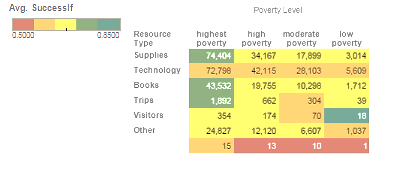 Avg. SuccessIf
0.5000 0.8500
Poverty Level
Resource Type highest poverty high poverty moderate poverty low poverty
Supplies 74,404 34,167 17,899 3,014
Technology 72,798 42,115 28,103 5,609
Books 43,532 19,755 10,298 1,712
Trips 1,892 662 304 39
Visitors 354 174 70 18
Other 24,827 12,120 6,607 1,037
15 13 10 1